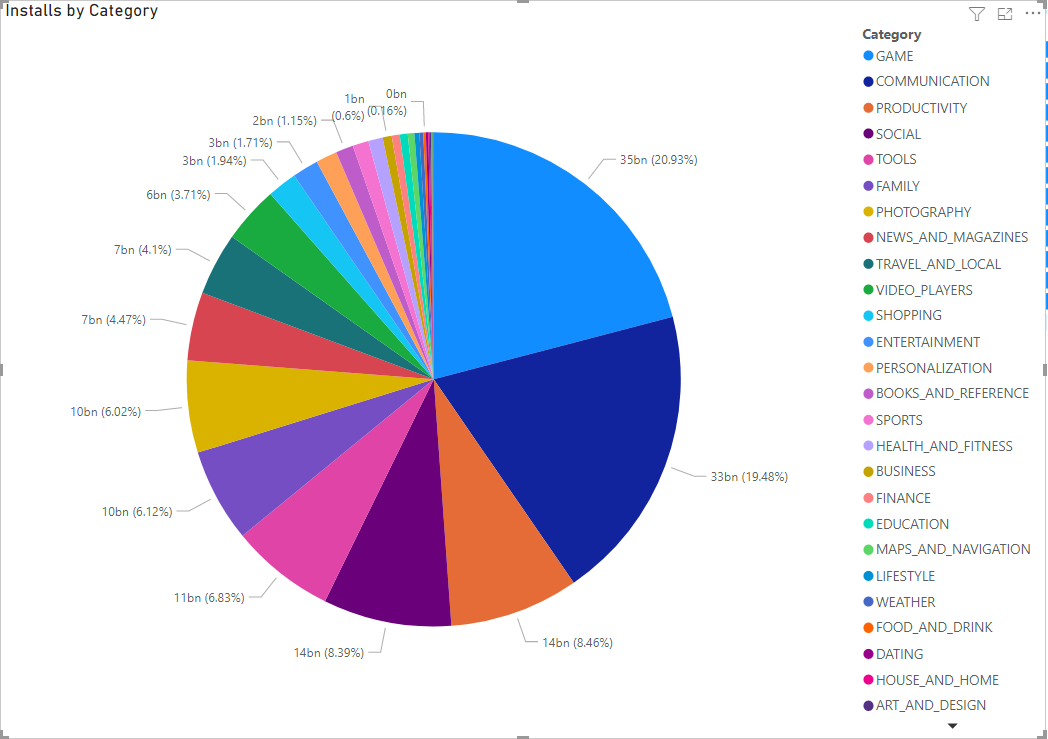 Installs by Category
0bn
(0.16%)
1bn
(0.6%)
2bn (1.15%)
3bn (1.71%)
3bn (1.94%)
6bn (3.71%)
7bn (4.1%)
7bn (4.47%)
10bn (6.02%)
10bn (6.12%)
11bn (6.83%)
14bn (8.39%)
14bn (8.46%)
33bn (19.48%)
35bn (20.93%)
Category
GAME
COMMUNICATION
PRODUCTIVITY
SOCIAL
TOOLS
FAMILY
PHOTOGRAPHY
NEWS_AND_MAGAZINES
TRAVEL_AND_LOCAL
VIDEO_PLAYERS
SHOPPING
ENTERTAINMENT
PERSONALIZATION
BOOKS_AND_REFERENCE
SPORTS
HEALTH_AND_FITNESS
BUSINESS
FINANCE
EDUCATION
MAPS_AND_NAVIGATION
LIFESTYLE
WEATHER
FOOD_AND_DRINK
DATING
HOUSE_AND_HOME
ART_AND_DESIGN